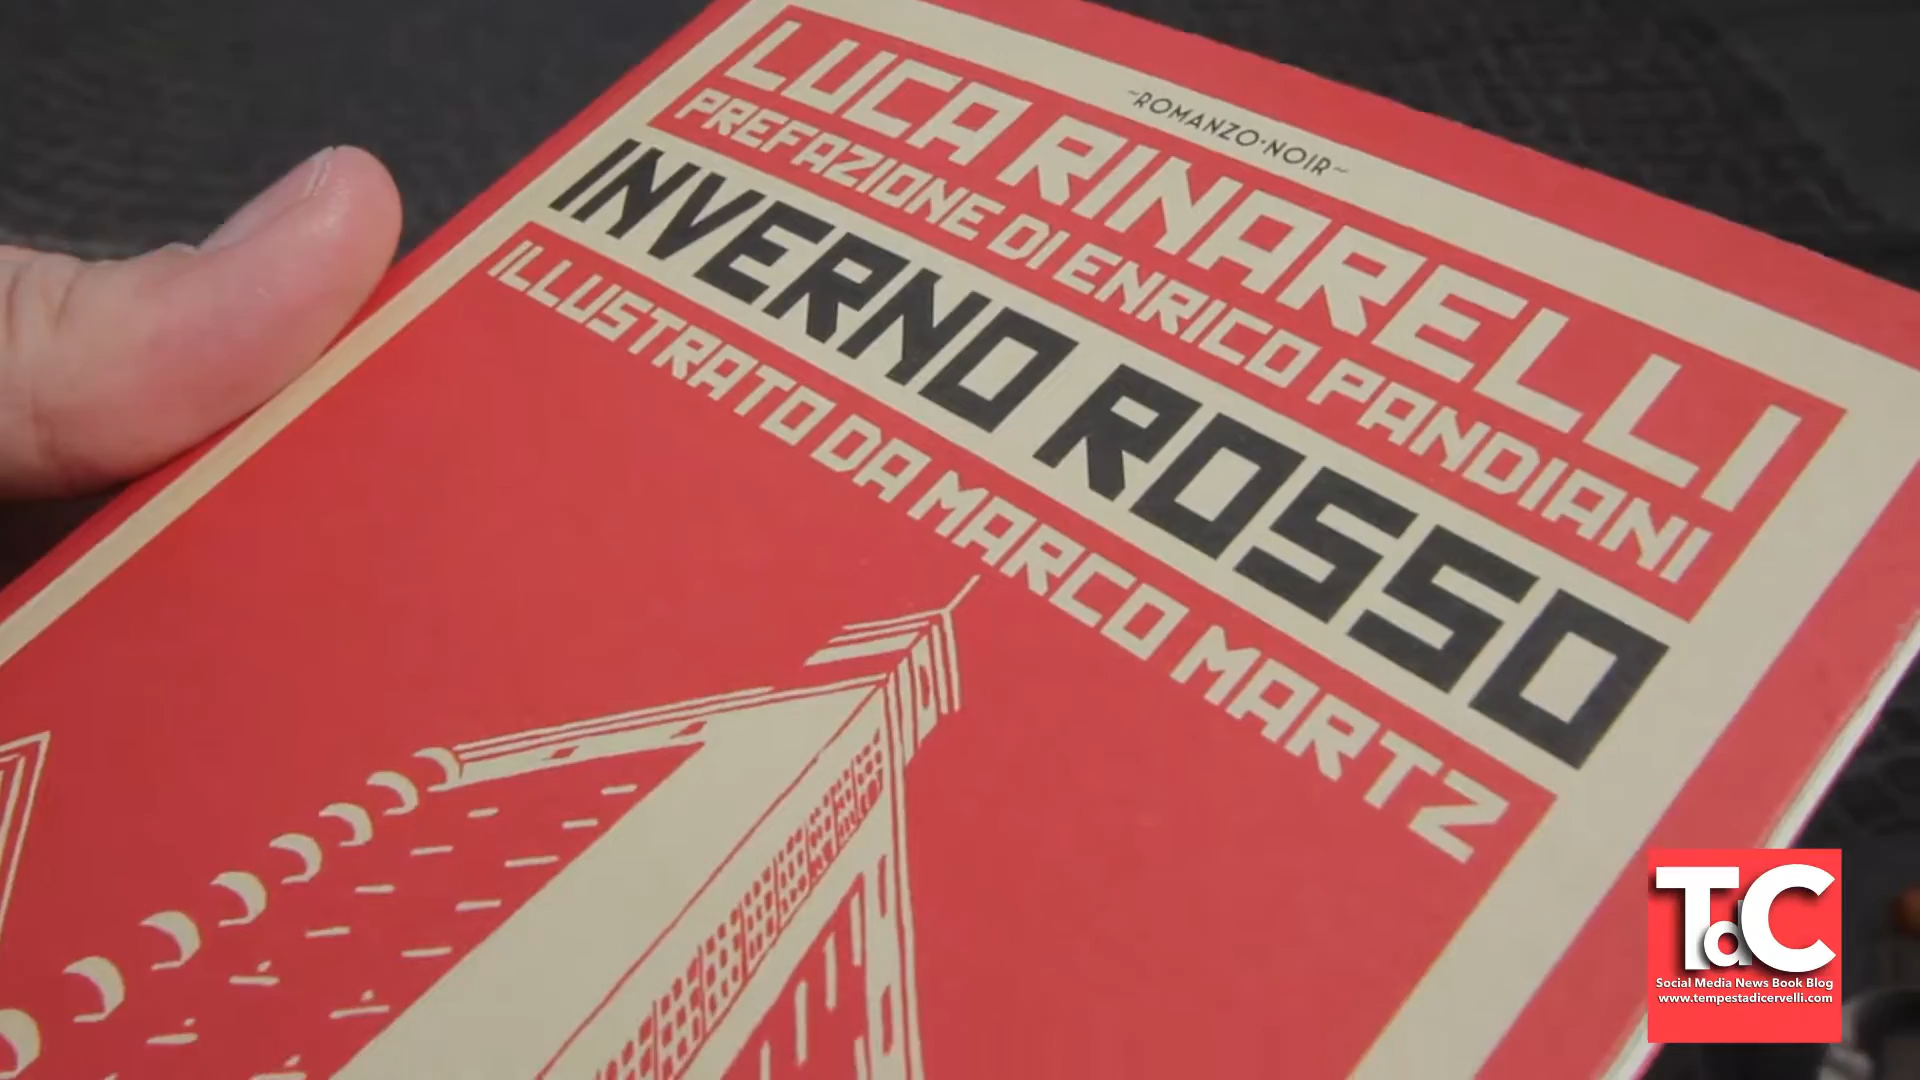 ~ROMANZO·NOIR~
LUCA RINARELLI
PREFAZIONE DI ENRICO PANDIANI
INVERNO ROSSO
ILLUSTRATO DA MARCO MARTZ
TdC
Social Media News Book Blog
www.tempestadicervelli.com